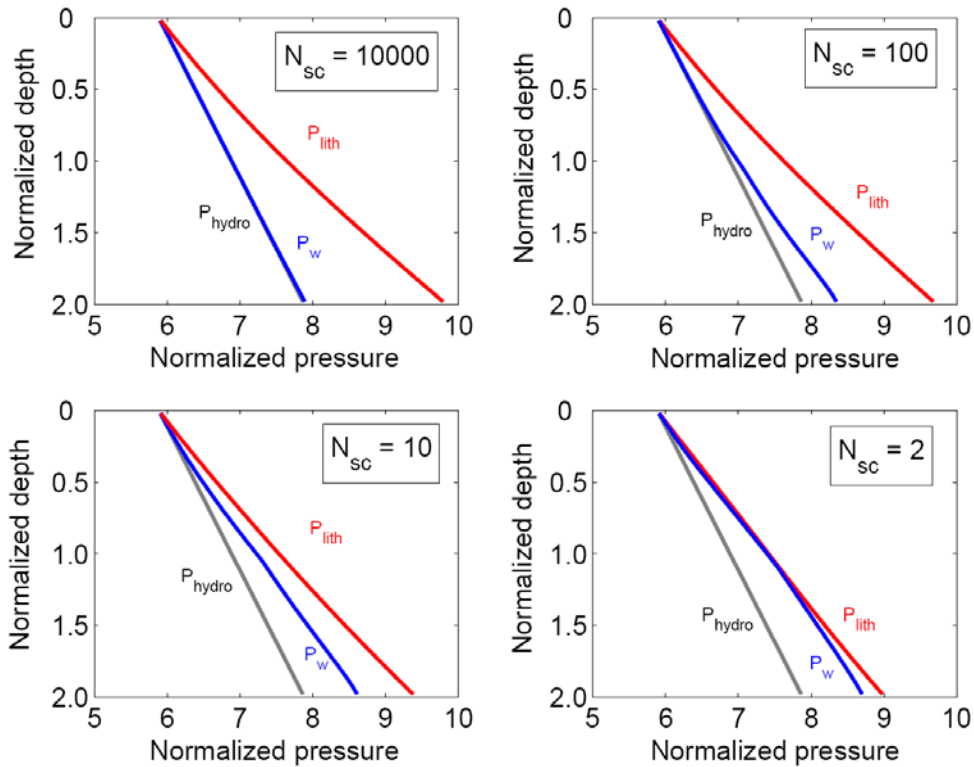 N_sc = 10000
Normalized depth
0
0.5
1.0
1.5
2.0
P_lith
P_hydro
P_w
5 6 7 8 9 10
Normalized pressure
N_sc = 100
Normalized depth
0
0.5
1.0
1.5
2.0
P_lith
P_hydro
P_w
5 6 7 8 9 10
Normalized pressure
N_sc = 10
Normalized depth
0
0.5
1.0
1.5
2.0
P_lith
P_hydro
P_w
5 6 7 8 9 10
Normalized pressure
N_sc = 2
Normalized depth
0
0.5
1.0
1.5
2.0
P_hydro
P_lith
P_w
5 6 7 8 9 10
Normalized pressure